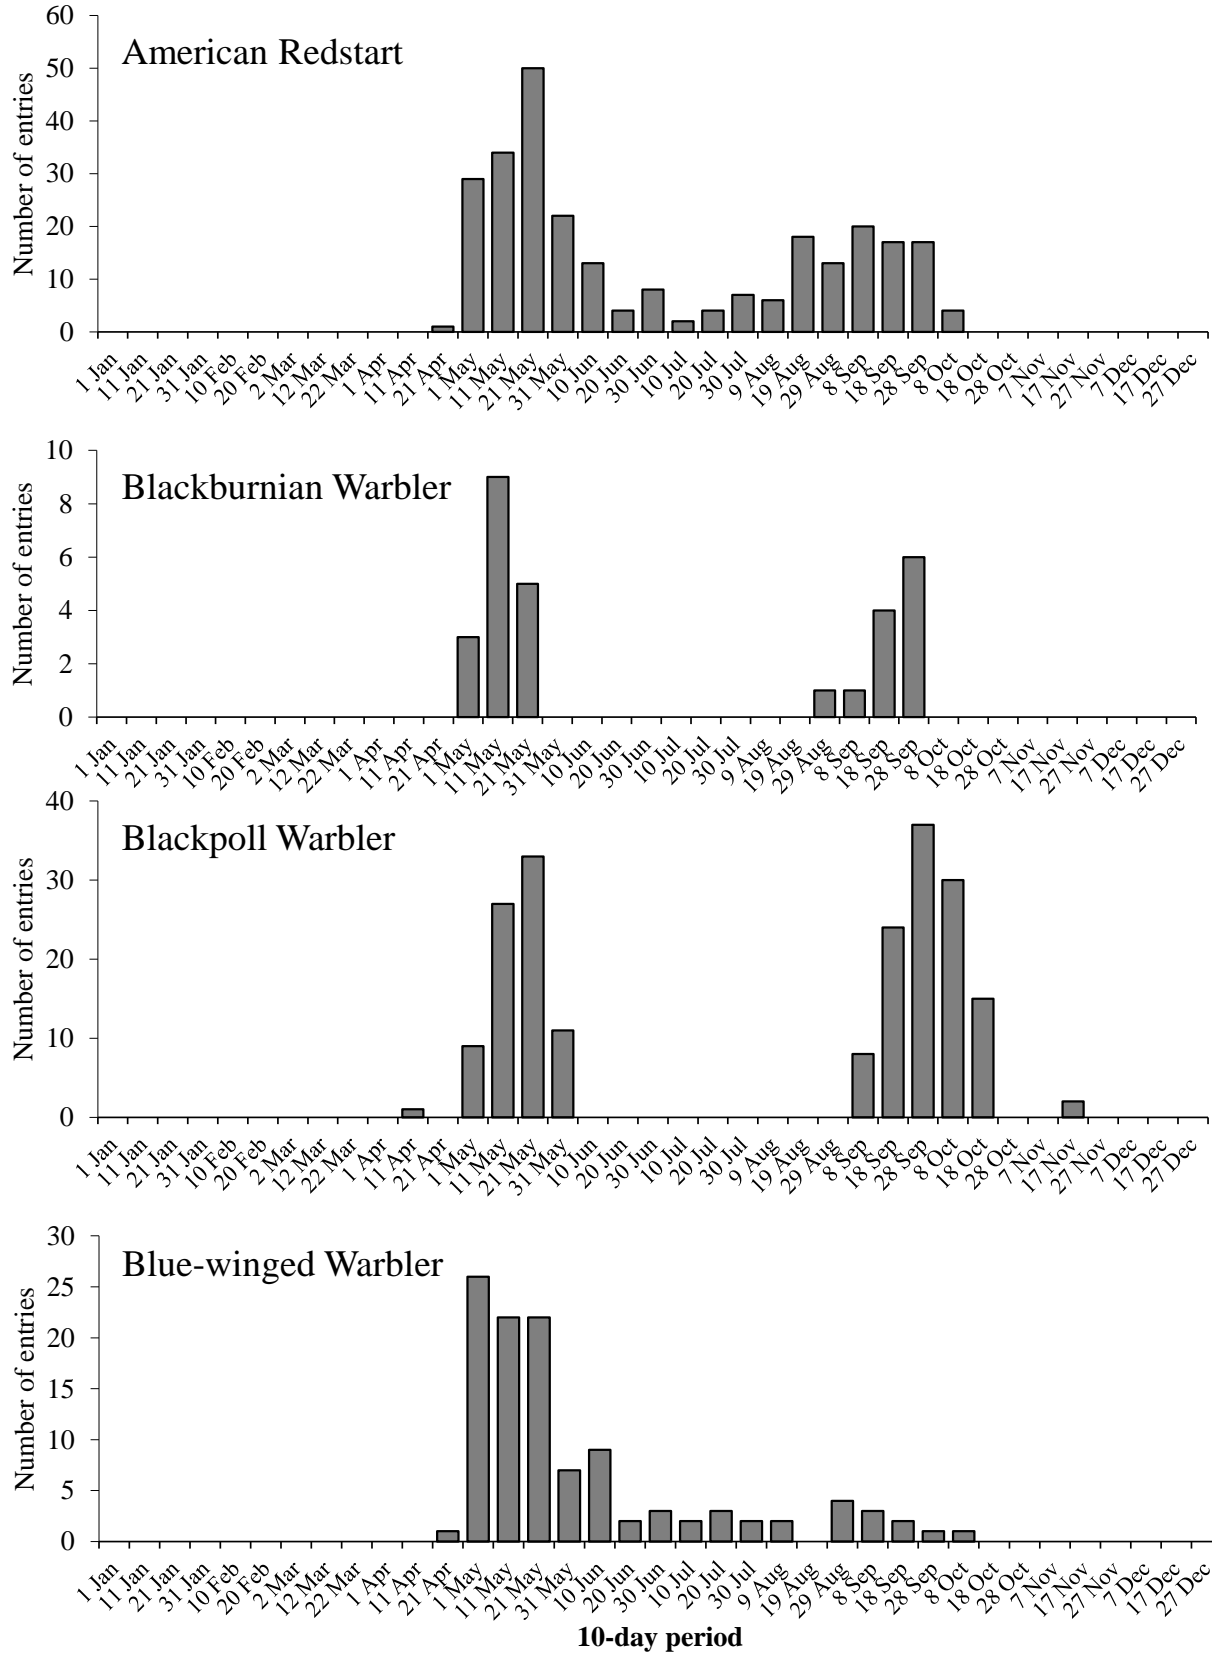 60
American Redstart
50
40
30
20
10
0
Number of entries
1 Jan 11 Jan 21 Jan 31 Jan 10 Feb 20 Feb 2 Mar 12 Mar 22 Mar 1 Apr 11 Apr 21 Apr 1 May 11 May 21 May 31 May 10 Jun 20 Jun 30 Jun 10 Jul 20 Jul 30 Jul 9 Aug 19 Aug 29 Aug 8 Sep 18 Sep 28 Sep 8 Oct 18 Oct 28 Oct 7 Nov 17 Nov 27 Nov 7 Dec 17 Dec 27 Dec
10
Blackburnian Warbler
8
6
4
2
0
Number of entries
1 Jan 11 Jan 21 Jan 31 Jan 10 Feb 20 Feb 2 Mar 12 Mar 22 Mar 1 Apr 11 Apr 21 Apr 1 May 11 May 21 May 31 May 10 Jun 20 Jun 30 Jun 10 Jul 20 Jul 30 Jul 9 Aug 19 Aug 29 Aug 8 Sep 18 Sep 28 Sep 8 Oct 18 Oct 28 Oct 7 Nov 17 Nov 27 Nov 7 Dec 17 Dec 27 Dec
40
Blackpoll Warbler
30
20
10
0
Number of entries
1 Jan 11 Jan 21 Jan 31 Jan 10 Feb 20 Feb 2 Mar 12 Mar 22 Mar 1 Apr 11 Apr 21 Apr 1 May 11 May 21 May 31 May 10 Jun 20 Jun 30 Jun 10 Jul 20 Jul 30 Jul 9 Aug 19 Aug 29 Aug 8 Sep 18 Sep 28 Sep 8 Oct 18 Oct 28 Oct 7 Nov 17 Nov 27 Nov 7 Dec 17 Dec 27 Dec
30
Blue-winged Warbler
25
20
15
10
5
0
Number of entries
1 Jan 11 Jan 21 Jan 31 Jan 10 Feb 20 Feb 2 Mar 12 Mar 22 Mar 1 Apr 11 Apr 21 Apr 1 May 11 May 21 May 31 May 10 Jun 20 Jun 30 Jun 10 Jul 20 Jul 30 Jul 9 Aug 19 Aug 29 Aug 8 Sep 18 Sep 28 Sep 8 Oct 18 Oct 28 Oct 7 Nov 17 Nov 27 Nov 7 Dec 17 Dec 27 Dec
10-day period